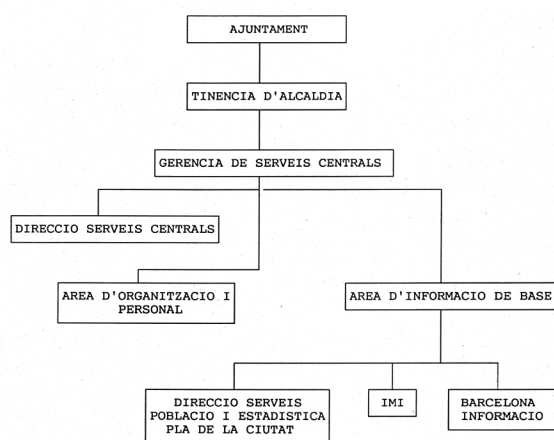 AJUNTAMENT
TINENCIA D'ALCALDIA
GERENCIA DE SERVEIS CENTRALS
DIRECCIO SERVEIS CENTRALS
AREA D'ORGANITZACIO I
PERSONAL
AREA D'INFORMACIO DE BASE
DIRECCIO SERVEIS
POBLACIO I ESTADISTICA
PLA DE LA CIUTAT
IMI
BARCELONA
INFORMACIO